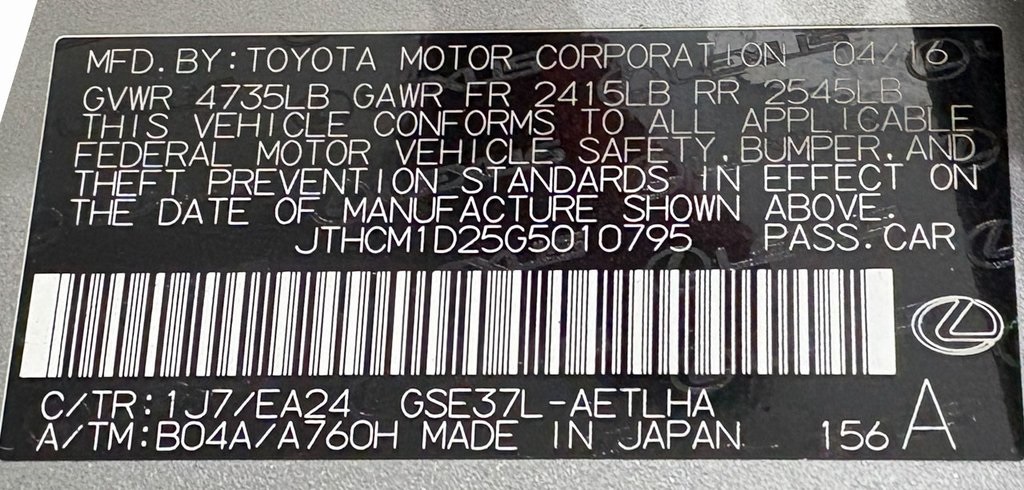 MFD. BY: TOYOTA MOTOR CORPORATION 04/16
GVWR 4735LB GAWR FR 2415LB RR 2545LB
THIS VEHICLE CONFORMS TO ALL APPLICABLE
FEDERAL MOTOR VEHICLE SAFETY, BUMPER, AND
THEFT PREVENTION STANDARDS IN EFFECT ON
THE DATE OF MANUFACTURE SHOWN ABOVE.
JTHCM1D25G5010795 PASS. CAR
C/TR: 1J7/EA24 GSE37L-AETLHA
A/TM: B04A/A760H MADE IN JAPAN 156 A